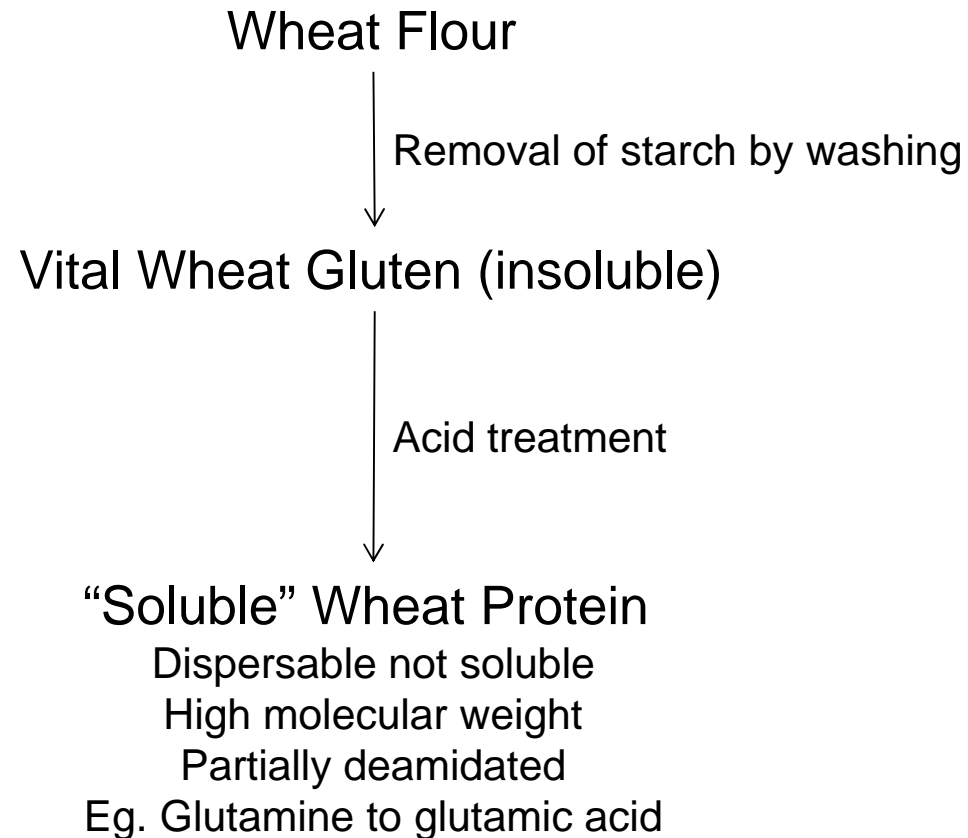 Wheat Flour
Removal of starch by washing
Vital Wheat Gluten (insoluble)
Acid treatment
“Soluble” Wheat Protein
Dispersable not soluble
High molecular weight
Partially deamidated
Eg. Glutamine to glutamic acid